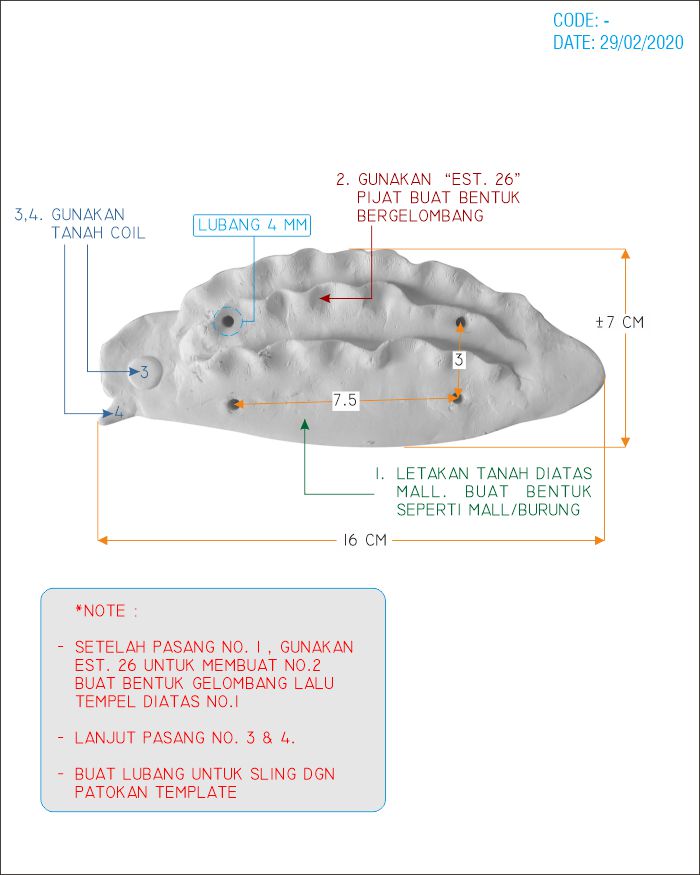 CODE: -
DATE: 29/02/2020
2. GUNAKAN "EST. 26"
PIJAT BUAT BENTUK
BERGELOMBANG
3,4. GUNAKAN
TANAH COIL
LUBANG 4 MM
±7 CM
3
3
7.5
4
1. LETAKAN TANAH DIATAS
MALL. BUAT BENTUK
SEPERTI MALL/BURUNG
16 CM
*NOTE :
- SETELAH PASANG NO. 1 , GUNAKAN
EST. 26 UNTUK MEMBUAT NO.2
BUAT BENTUK GELOMBANG LALU
TEMPEL DIATAS NO.1
- LANJUT PASANG NO. 3 & 4.
- BUAT LUBANG UNTUK SLING DGN
PATOKAN TEMPLATE